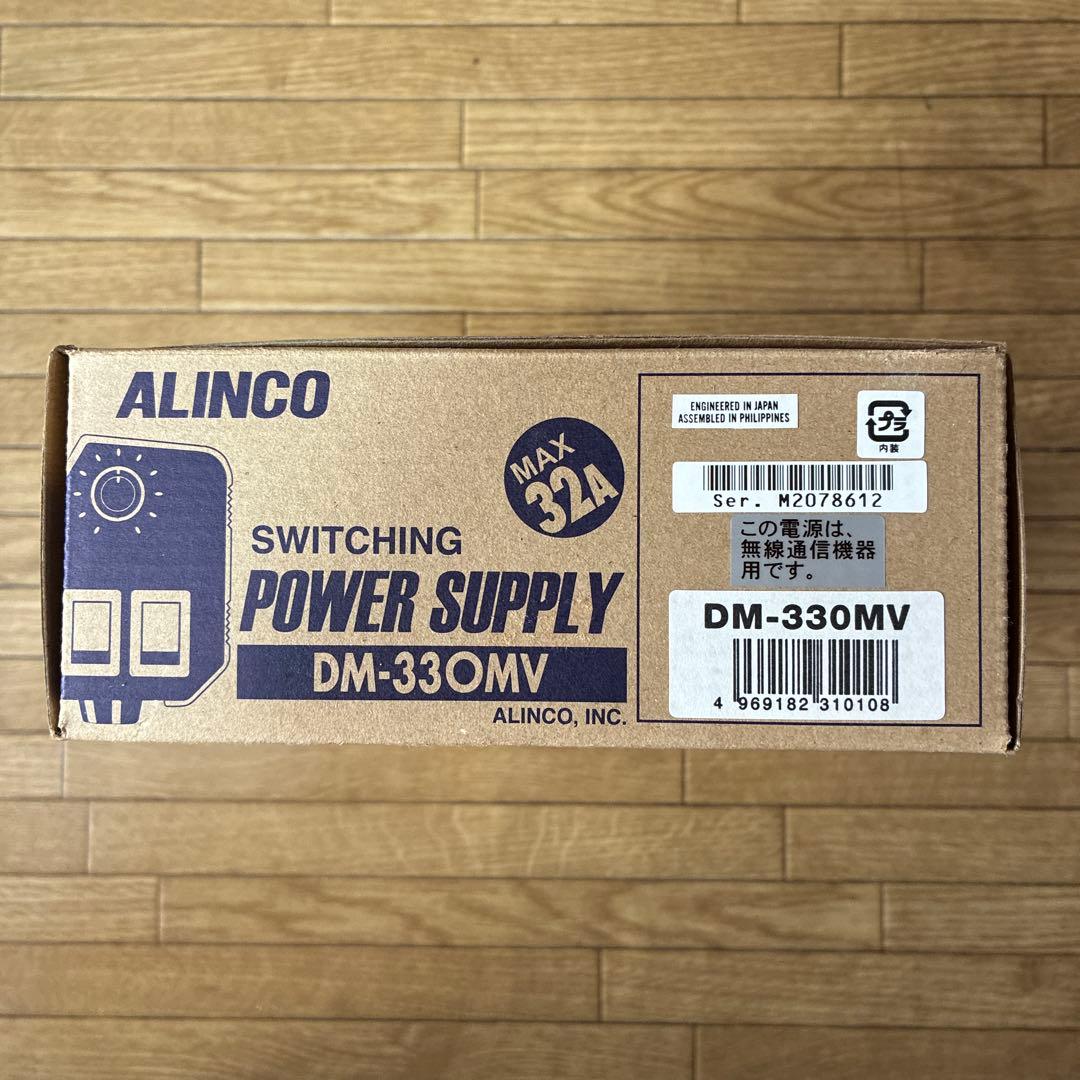 ALINCO
MAX
32A
SWITCHING
POWER SUPPLY
DM-330MV
ALINCO, INC.
ENGINEERED IN JAPAN
ASSEMBLED IN PHILIPPINES
プラ
内装
Ser. M2078612
この電源は、
無線通信機器
用です。
DM-330MV
4 969182 310108